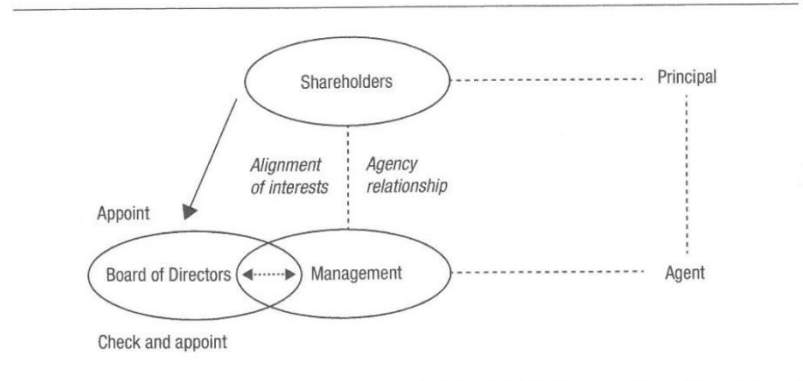 Shareholders
Principal
Alignment
of interests
Agency
relationship
Appoint
Board of Directors
Management
Agent
Check and appoint